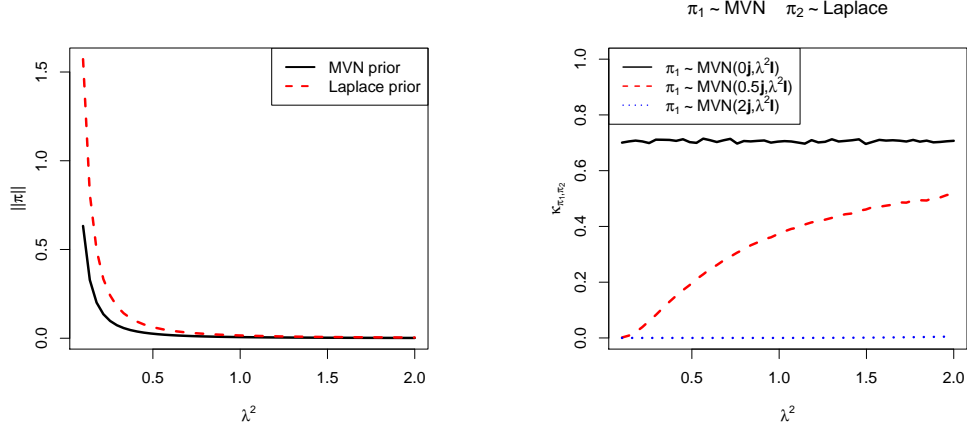 π₁ ~ MVN π₂ ~ Laplace
||π||
1.5
1.0
0.5
0.0
MVN prior
Laplace prior
0.5 1.0 1.5 2.0
λ²
κπ₁,π₂
1.0
0.8
0.6
0.4
0.2
0.0
π₁ ~ MVN(0j,λ²I)
π₁ ~ MVN(0.5j,λ²I)
π₁ ~ MVN(2j,λ²I)
0.5 1.0 1.5 2.0
λ²